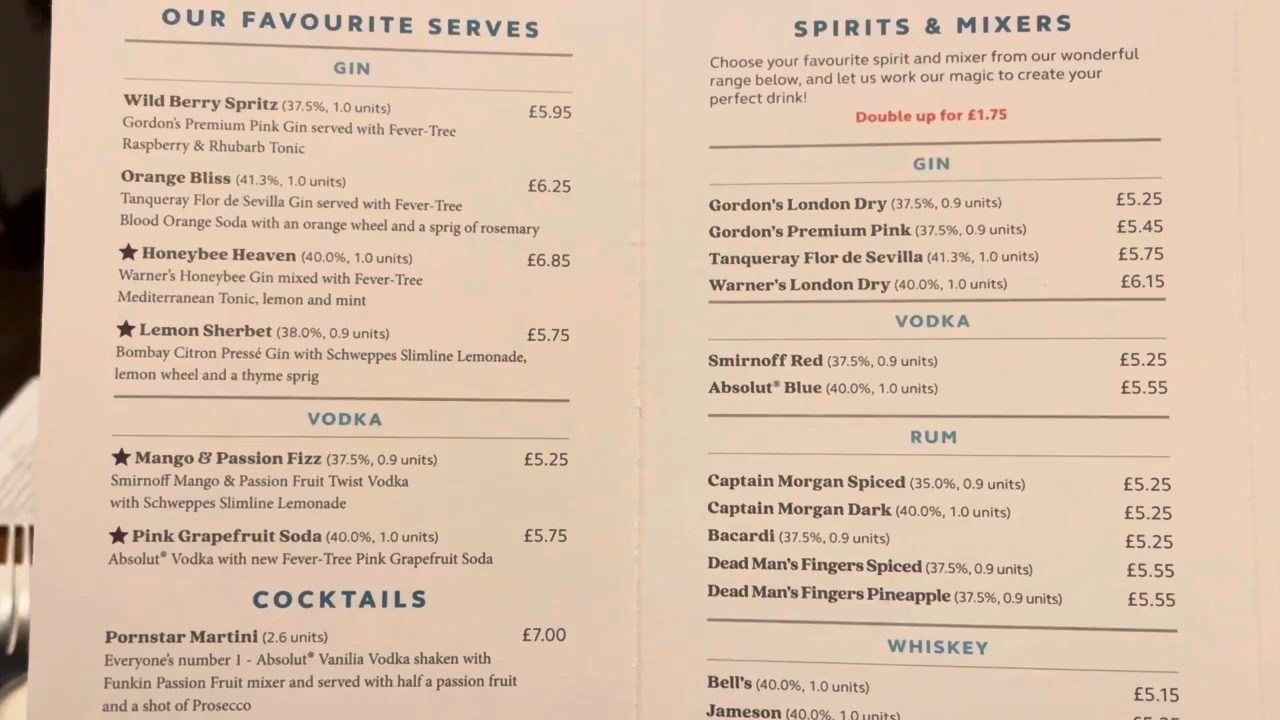 OUR FAVOURITE SERVES
GIN
Wild Berry Spritz (37.5%, 1.0 units) £5.95
Gordon's Premium Pink Gin served with Fever-Tree
Raspberry & Rhubarb Tonic
Orange Bliss (41.3%, 1.0 units) £6.25
Tanqueray Flor de Sevilla Gin served with Fever-Tree
Blood Orange Soda with an orange wheel and a sprig of rosemary
★ Honeybee Heaven (40.0%, 1.0 units) £6.85
Warner's Honeybee Gin mixed with Fever-Tree
Mediterranean Tonic, lemon and mint
★ Lemon Sherbet (38.0%, 0.9 units) £5.75
Bombay Citron Pressé Gin with Schweppes Slimline Lemonade,
lemon wheel and a thyme sprig
VODKA
★ Mango & Passion Fizz (37.5%, 0.9 units) £5.25
Smirnoff Mango & Passion Fruit Twist Vodka
with Schweppes Slimline Lemonade
★ Pink Grapefruit Soda (40.0%, 1.0 units) £5.75
Absolut® Vodka with new Fever-Tree Pink Grapefruit Soda
COCKTAILS
Pornstar Martini (2.6 units) £7.00
Everyone's number 1 - Absolut® Vanilia Vodka shaken with
Funkin Passion Fruit mixer and served with half a passion fruit
and a shot of Prosecco
SPIRITS & MIXERS
Choose your favourite spirit and mixer from our wonderful
range below, and let us work our magic to create your
perfect drink!
Double up for £1.75
GIN
Gordon's London Dry (37.5%, 0.9 units) £5.25
Gordon's Premium Pink (37.5%, 0.9 units) £5.45
Tanqueray Flor de Sevilla (41.3%, 1.0 units) £5.75
Warner's London Dry (40.0%, 1.0 units) £6.15
VODKA
Smirnoff Red (37.5%, 0.9 units) £5.25
Absolut® Blue (40.0%, 1.0 units) £5.55
RUM
Captain Morgan Spiced (35.0%, 0.9 units) £5.25
Captain Morgan Dark (40.0%, 1.0 units) £5.25
Bacardi (37.5%, 0.9 units) £5.25
Dead Man's Fingers Spiced (37.5%, 0.9 units) £5.55
Dead Man's Fingers Pineapple (37.5%, 0.9 units) £5.55
WHISKEY
Bell's (40.0%, 1.0 units) £5.15
Jameson (40.0%, 1.0 units)